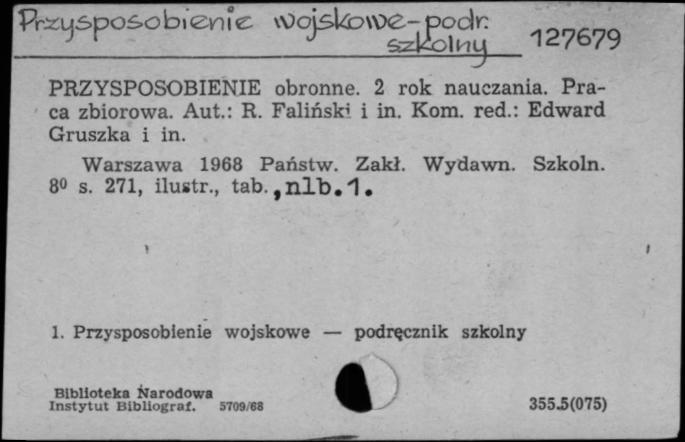 Przysposobienie wojskowe-podr.
szkolny
127679
PRZYSPOSOBIENIE obronne. 2 rok nauczania. Pra-
ca zbiorowa. Aut.: R. Faliński i in. Kom. red.: Edward
Gruszka i in.
Warszawa 1968 Państw. Zakł. Wydawn. Szkoln.
8⁰ s. 271, ilustr., tab., nlb. 1.
1. Przysposobienie wojskowe — podręcznik szkolny
Biblioteka Narodowa
Instytut Bibliograf. 5709/68
355.5(075)